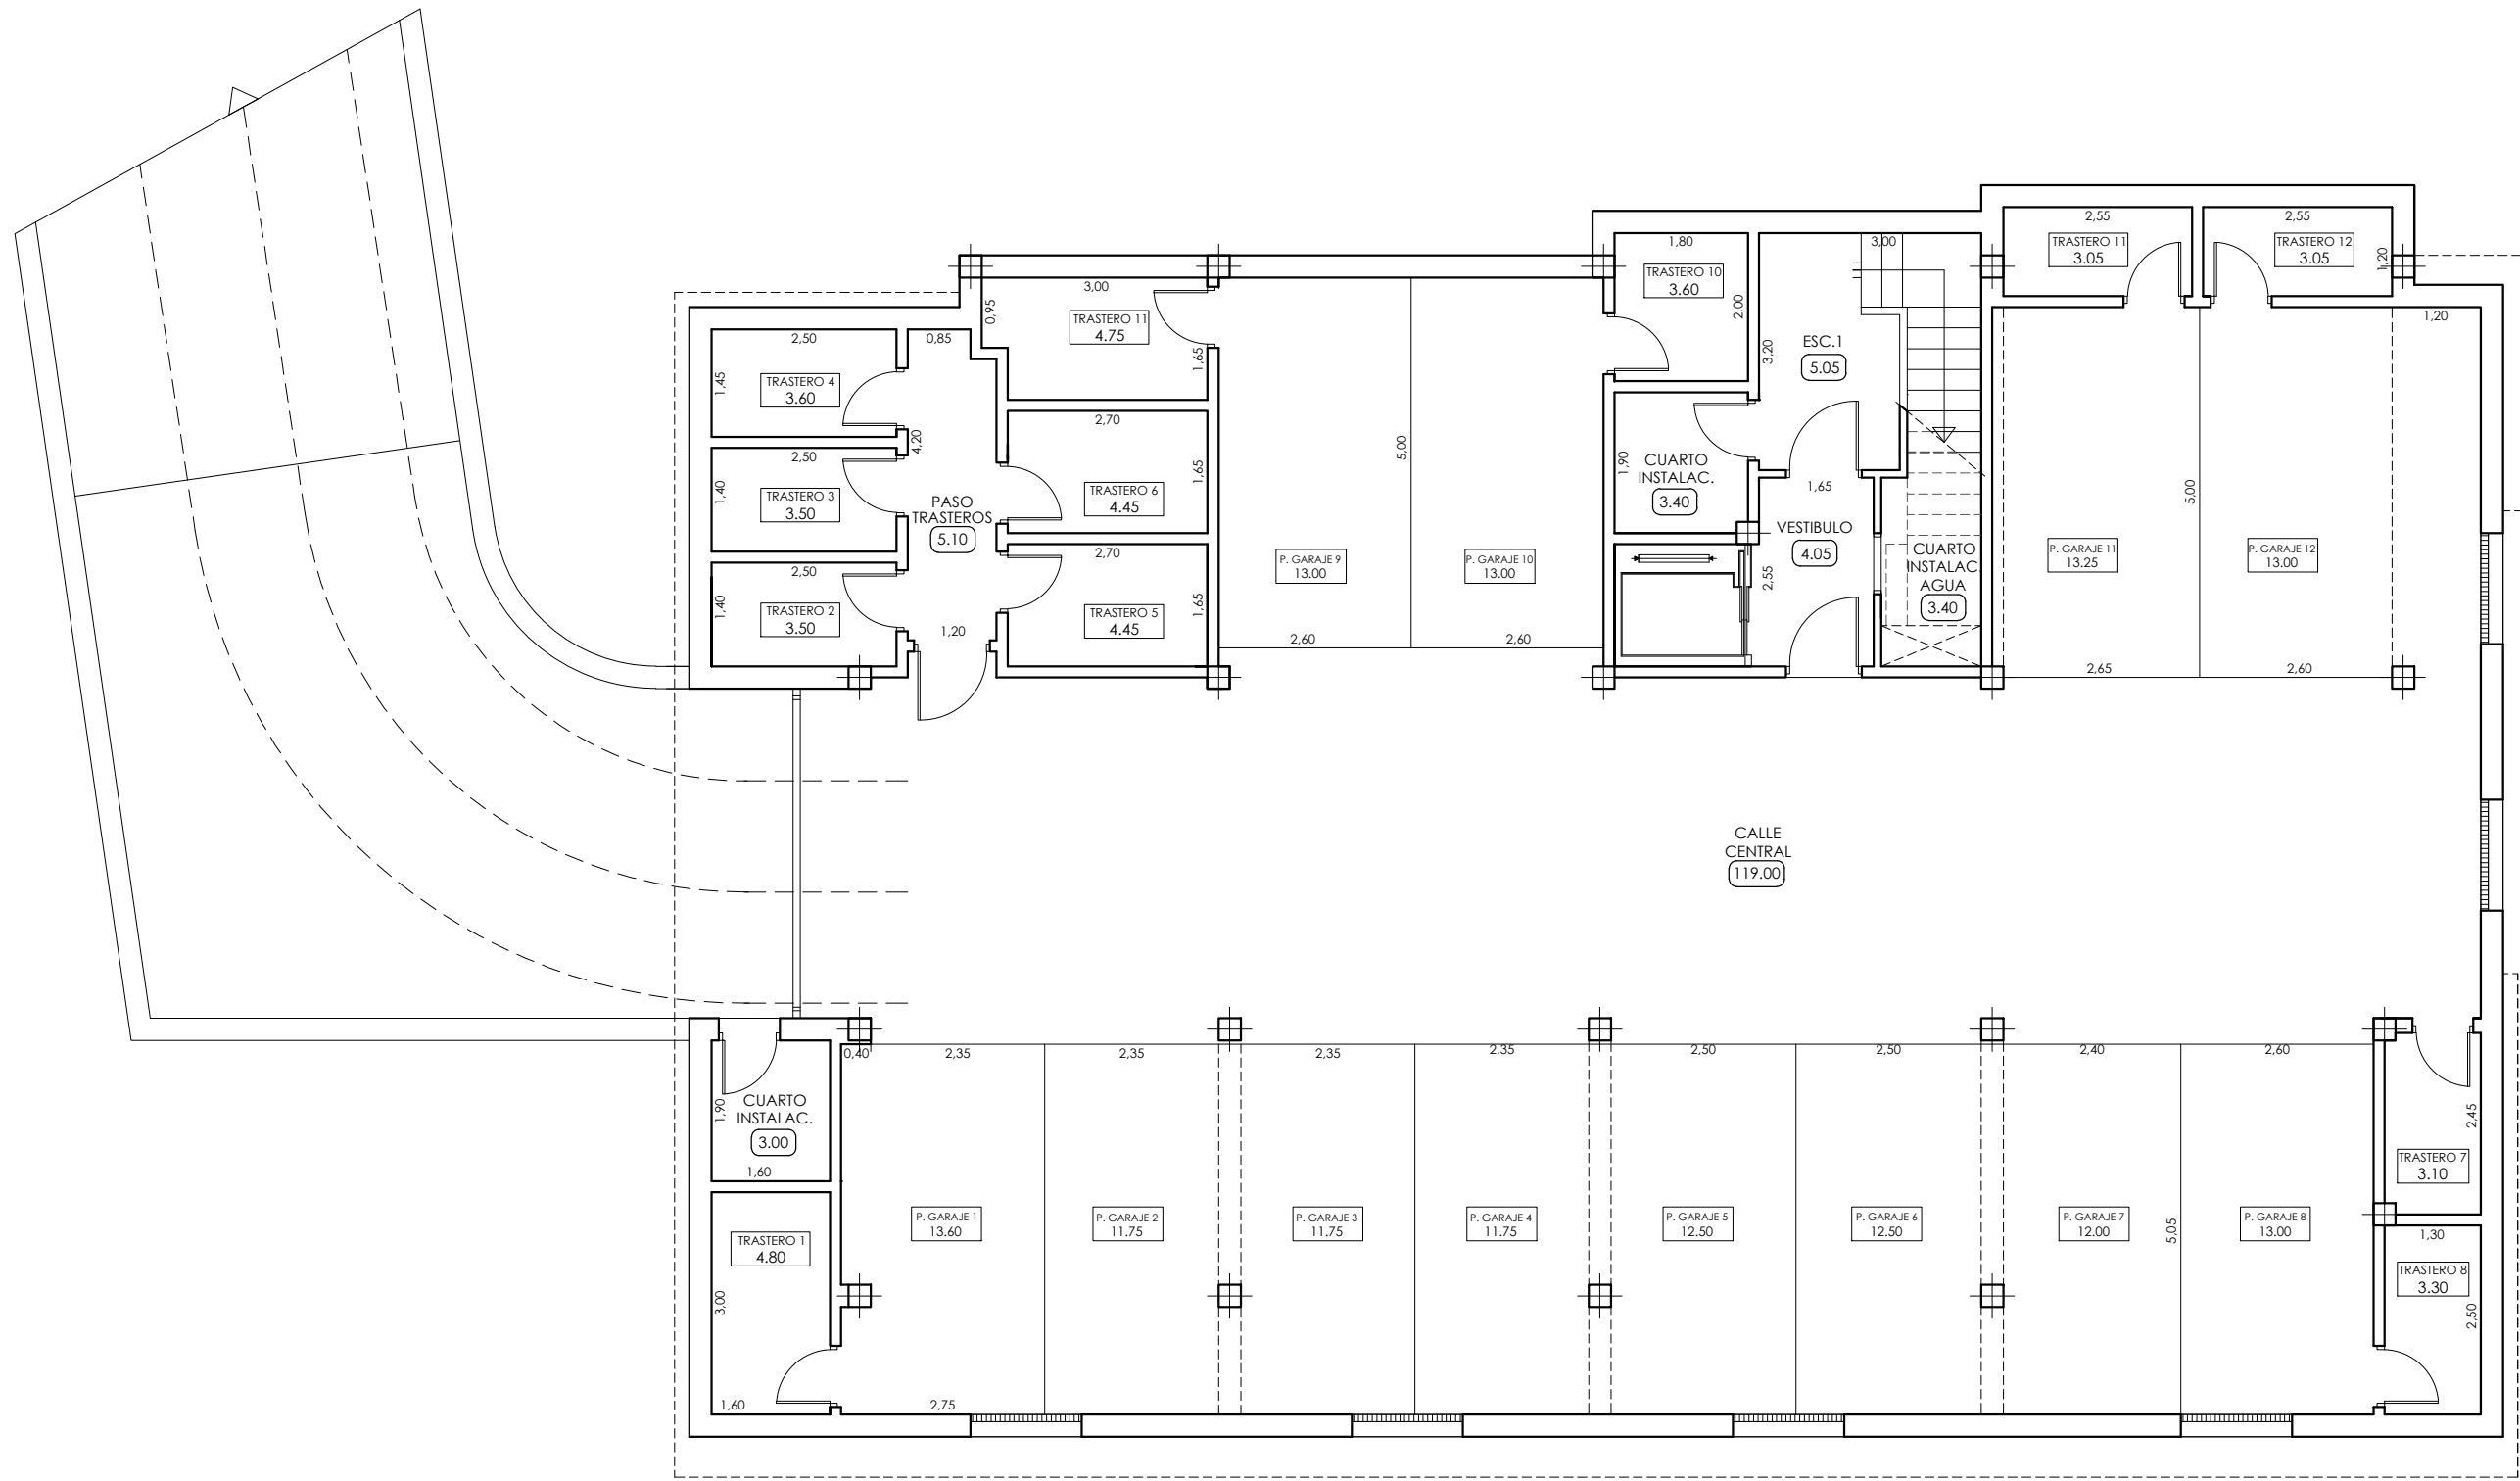 2,55
2,55
TRASTERO 11
3.05
TRASTERO 12
3.05
1,20
1,80
TRASTERO 10
3.60
2,00
3,00
3,20
ESC.1
5.05
3,00
0,95
TRASTERO 11
4.75
1,65
1,20
2,50
0,85
1,45
TRASTERO 4
3.60
4,20
2,50
1,40
TRASTERO 3
3.50
PASO
TRASTEROS
5.10
2,70
1,65
TRASTERO 6
4.45
2,50
1,40
TRASTERO 2
3.50
1,20
2,70
1,65
TRASTERO 5
4.45
5,00
P. GARAJE 9
13.00
P. GARAJE 10
13.00
2,60
2,60
1,90
CUARTO
INSTALAC.
3.40
1,65
VESTIBULO
4.05
2,55
CUARTO
INSTALAC.
AGUA
3.40
5,00
P. GARAJE 11
13.25
P. GARAJE 12
13.00
2,65
2,60
CALLE
CENTRAL
119.00
0,40
2,35
2,35
2,35
2,35
2,50
2,50
2,40
2,60
1,90
CUARTO
INSTALAC.
3.00
1,60
2,45
TRASTERO 7
3.10
TRASTERO 1
4.80
3,00
1,60
P. GARAJE 1
13.60
P. GARAJE 2
11.75
P. GARAJE 3
11.75
P. GARAJE 4
11.75
P. GARAJE 5
12.50
P. GARAJE 6
12.50
P. GARAJE 7
12.00
5,05
P. GARAJE 8
13.00
1,30
TRASTERO 8
3.30
2,50
2,75